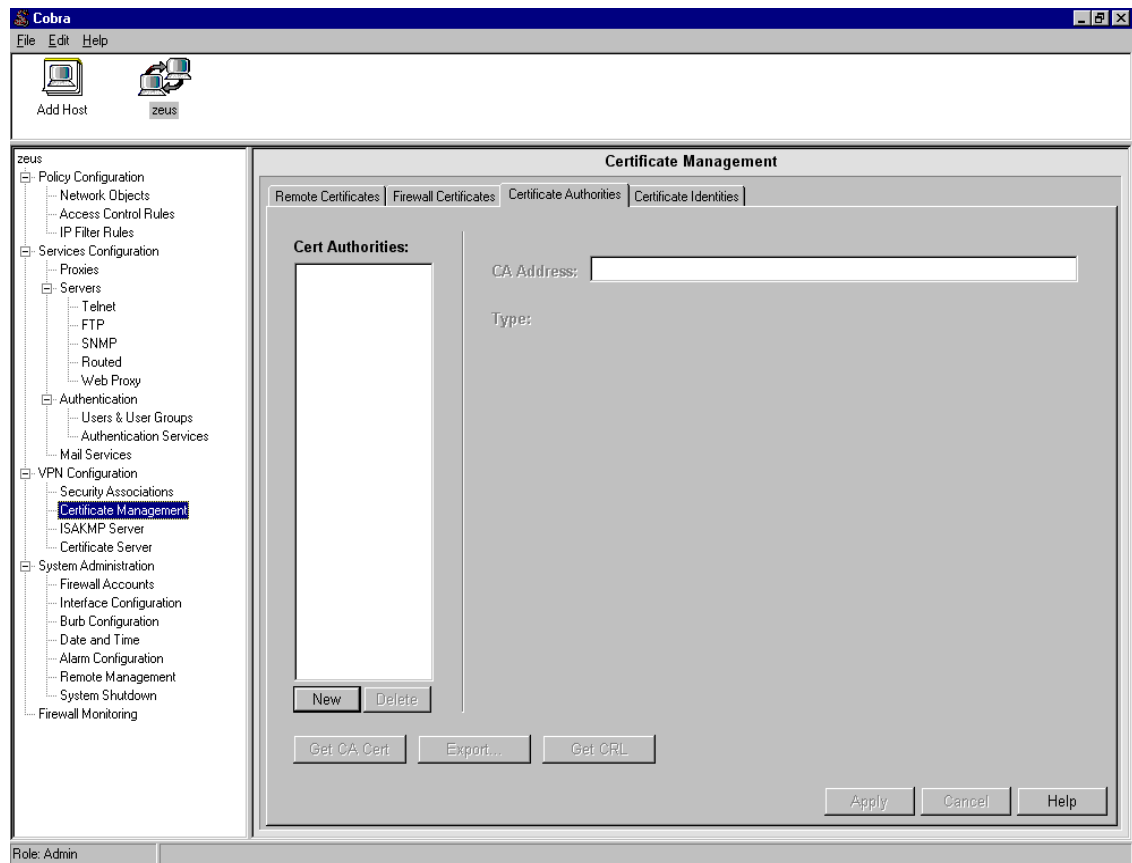 Cobra
File Edit Help
Add Host
zeus
zeus
Policy Configuration
Network Objects
Access Control Rules
IP Filter Rules
Services Configuration
Proxies
Servers
Telnet
FTP
SNMP
Routed
Web Proxy
Authentication
Users & User Groups
Authentication Services
Mail Services
VPN Configuration
Security Associations
Certificate Management
ISAKMP Server
Certificate Server
System Administration
Firewall Accounts
Interface Configuration
Burb Configuration
Date and Time
Alarm Configuration
Remote Management
System Shutdown
Firewall Monitoring
Certificate Management
Remote Certificates
Firewall Certificates
Certificate Authorities
Certificate Identities
Cert Authorities:
CA Address:
Type:
New
Delete
Get CA Cert
Export...
Get CRL
Apply
Cancel
Help
Role: Admin